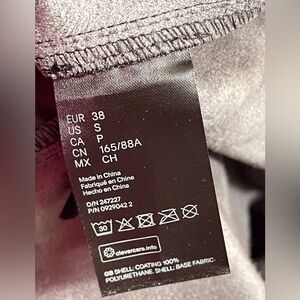 EUR 38
US S
CA P
CN 165/88A
MX CH
Made in China
Fabriqué en Chine
Hecho en China
O/N 247227
P/N 0929042 2
30
clevercare.info
GB SHELL: COATING 100%
POLYURETHANE. SHELL: BASE FABRIC: